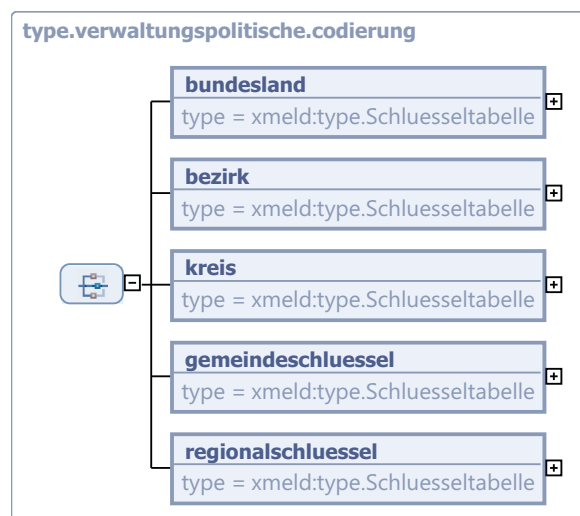 type.verwaltungspolitische.codierung
bundesland
type = xmeld:type.Schluesseltabelle
bezirk
type = xmeld:type.Schluesseltabelle
kreis
type = xmeld:type.Schluesseltabelle
gemeindeschluessel
type = xmeld:type.Schluesseltabelle
regionalschluessel
type = xmeld:type.Schluesseltabelle